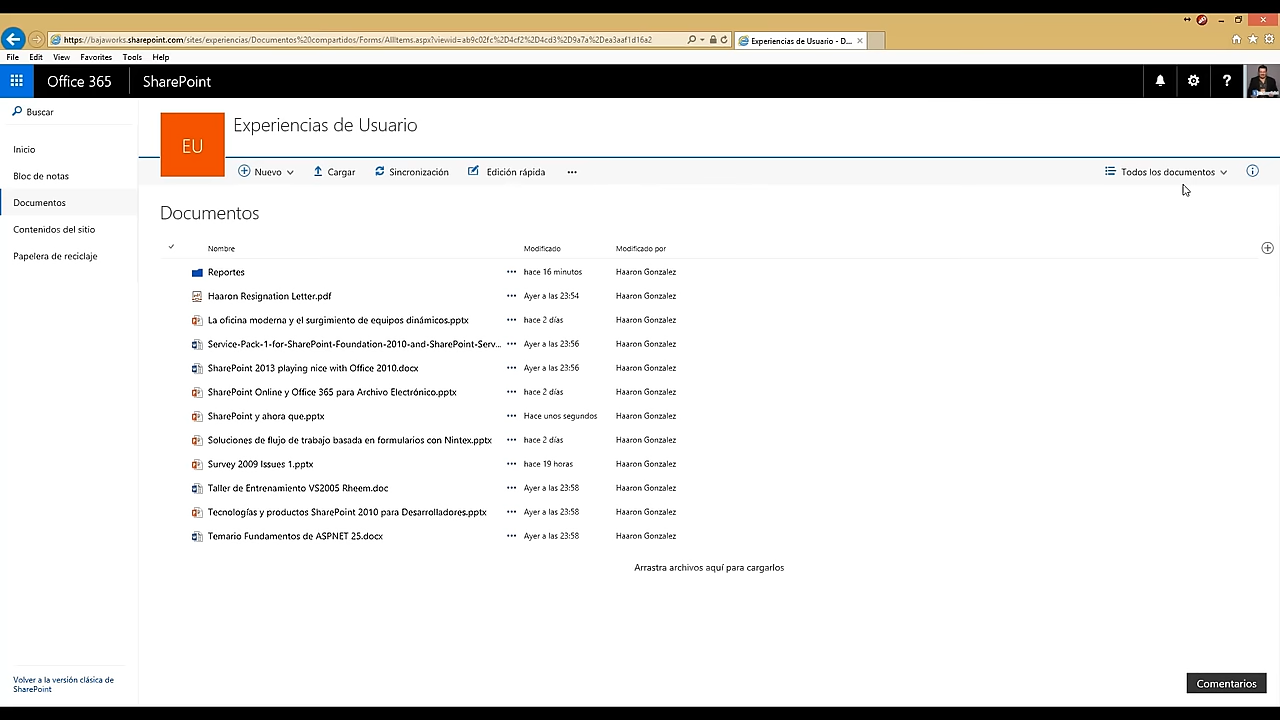 https://bajaworks.sharepoint.com/sites/experiencias/Documentos%20compartidos/Forms/AllItems.aspx?viewid=ab9c02fc%2D4cf2%2D4cd3%2D9a7a%2Dea3aaf1d16a2
Experiencias de Usuario - D...
File Edit View Favorites Tools Help
Office 365 SharePoint
Buscar
Experiencias de Usuario
EU
Inicio
Nuevo Cargar Sincronización Edición rápida ••• Todos los documentos
Bloc de notas
Documentos
Contenidos del sitio
Papelera de reciclaje
Documentos
Nombre Modificado Modificado por
Reportes ••• hace 16 minutos Haaron Gonzalez
Haaron Resignation Letter.pdf ••• Ayer a las 23:54 Haaron Gonzalez
La oficina moderna y el surgimiento de equipos dinámicos.pptx ••• hace 2 días Haaron Gonzalez
Service-Pack-1-for-SharePoint-Foundation-2010-and-SharePoint-Serv... ••• Ayer a las 23:56 Haaron Gonzalez
SharePoint 2013 playing nice with Office 2010.docx ••• Ayer a las 23:56 Haaron Gonzalez
SharePoint Online y Office 365 para Archivo Electrónico.pptx ••• hace 2 días Haaron Gonzalez
SharePoint y ahora que.pptx ••• Hace unos segundos Haaron Gonzalez
Soluciones de flujo de trabajo basada en formularios con Nintex.pptx ••• hace 2 días Haaron Gonzalez
Survey 2009 Issues 1.pptx ••• hace 19 horas Haaron Gonzalez
Taller de Entrenamiento VS2005 Rheem.doc ••• Ayer a las 23:58 Haaron Gonzalez
Tecnologías y productos SharePoint 2010 para Desarrolladores.pptx ••• Ayer a las 23:58 Haaron Gonzalez
Temario Fundamentos de ASPNET 25.docx ••• Ayer a las 23:58 Haaron Gonzalez
Arrastra archivos aquí para cargarlos
Volver a la versión clásica de
SharePoint
Comentarios